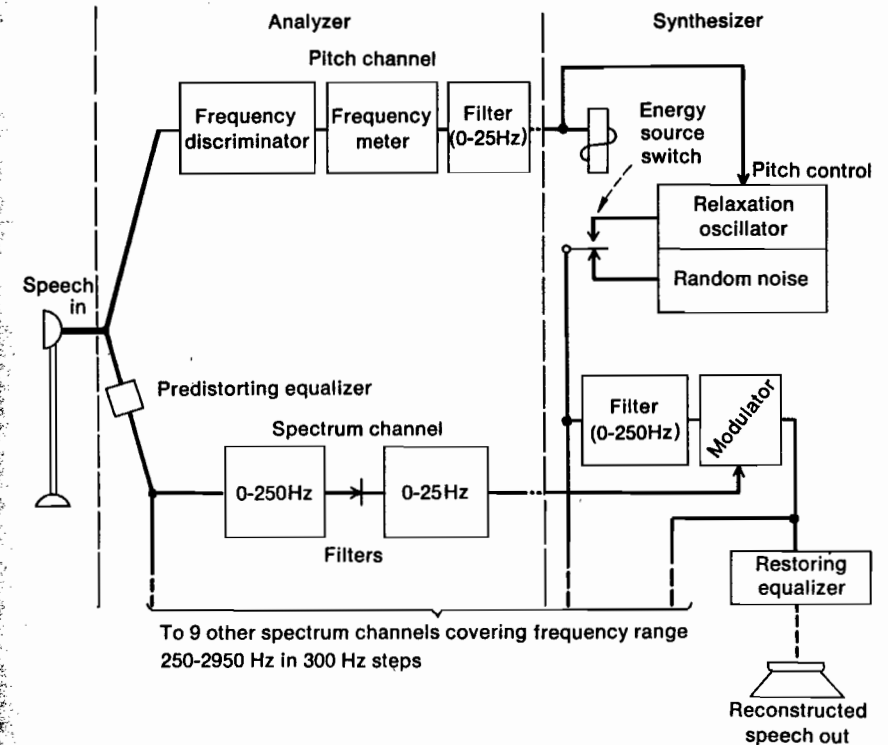 Analyzer
Synthesizer
Pitch channel
Frequency
discriminator
Frequency
meter
Filter
(0-25Hz)
Energy
source
switch
Pitch control
Relaxation
oscillator
Random noise
Speech
in
Predistorting equalizer
Spectrum channel
0-250Hz
0-25Hz
Filters
Filter
(0-250Hz)
Modulator
Restoring
equalizer
To 9 other spectrum channels covering frequency range
250-2950 Hz in 300 Hz steps
Reconstructed
speech out